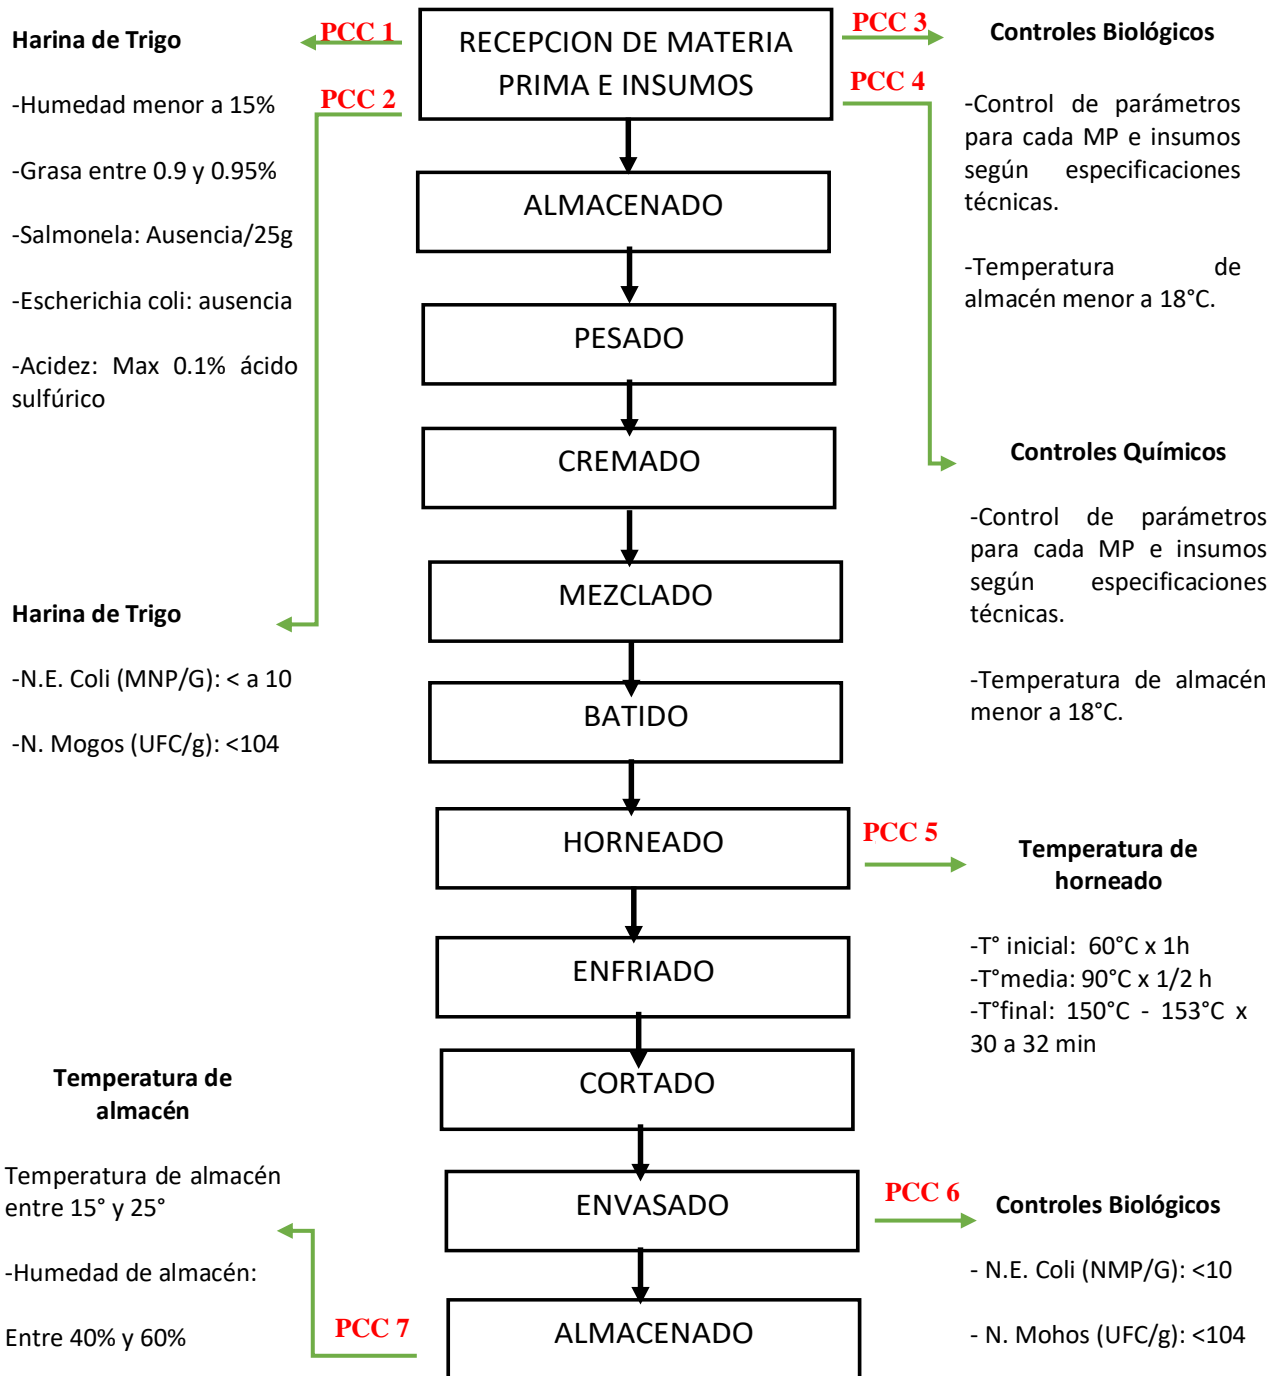 Harina de Trigo
-Humedad menor a 15%
-Grasa entre 0.9 y 0.95%
-Salmonela: Ausencia/25g
-Escherichia coli: ausencia
-Acidez: Max 0.1% ácido
sulfúrico
PCC 1
PCC 2
RECEPCION DE MATERIA
PRIMA E INSUMOS
PCC 3
PCC 4
Controles Biológicos
-Control de parámetros
para cada MP e insumos
según especificaciones
técnicas.
-Temperatura de
almacén menor a 18°C.
ALMACENADO
PESADO
CREMADO
Controles Químicos
-Control de parámetros
para cada MP e insumos
según especificaciones
técnicas.
-Temperatura de almacén
menor a 18°C.
MEZCLADO
Harina de Trigo
-N.E. Coli (MNP/G): < a 10
-N. Mogos (UFC/g): <104
BATIDO
HORNEADO
PCC 5
Temperatura de
horneado
-T° inicial: 60°C x 1h
-T°media: 90°C x 1/2 h
-T°final: 150°C - 153°C x
30 a 32 min
ENFRIADO
CORTADO
Temperatura de
almacén
Temperatura de almacén
entre 15° y 25°
-Humedad de almacén:
Entre 40% y 60%
ENVASADO
PCC 6
Controles Biológicos
- N.E. Coli (NMP/G): <10
- N. Mohos (UFC/g): <104
PCC 7
ALMACENADO